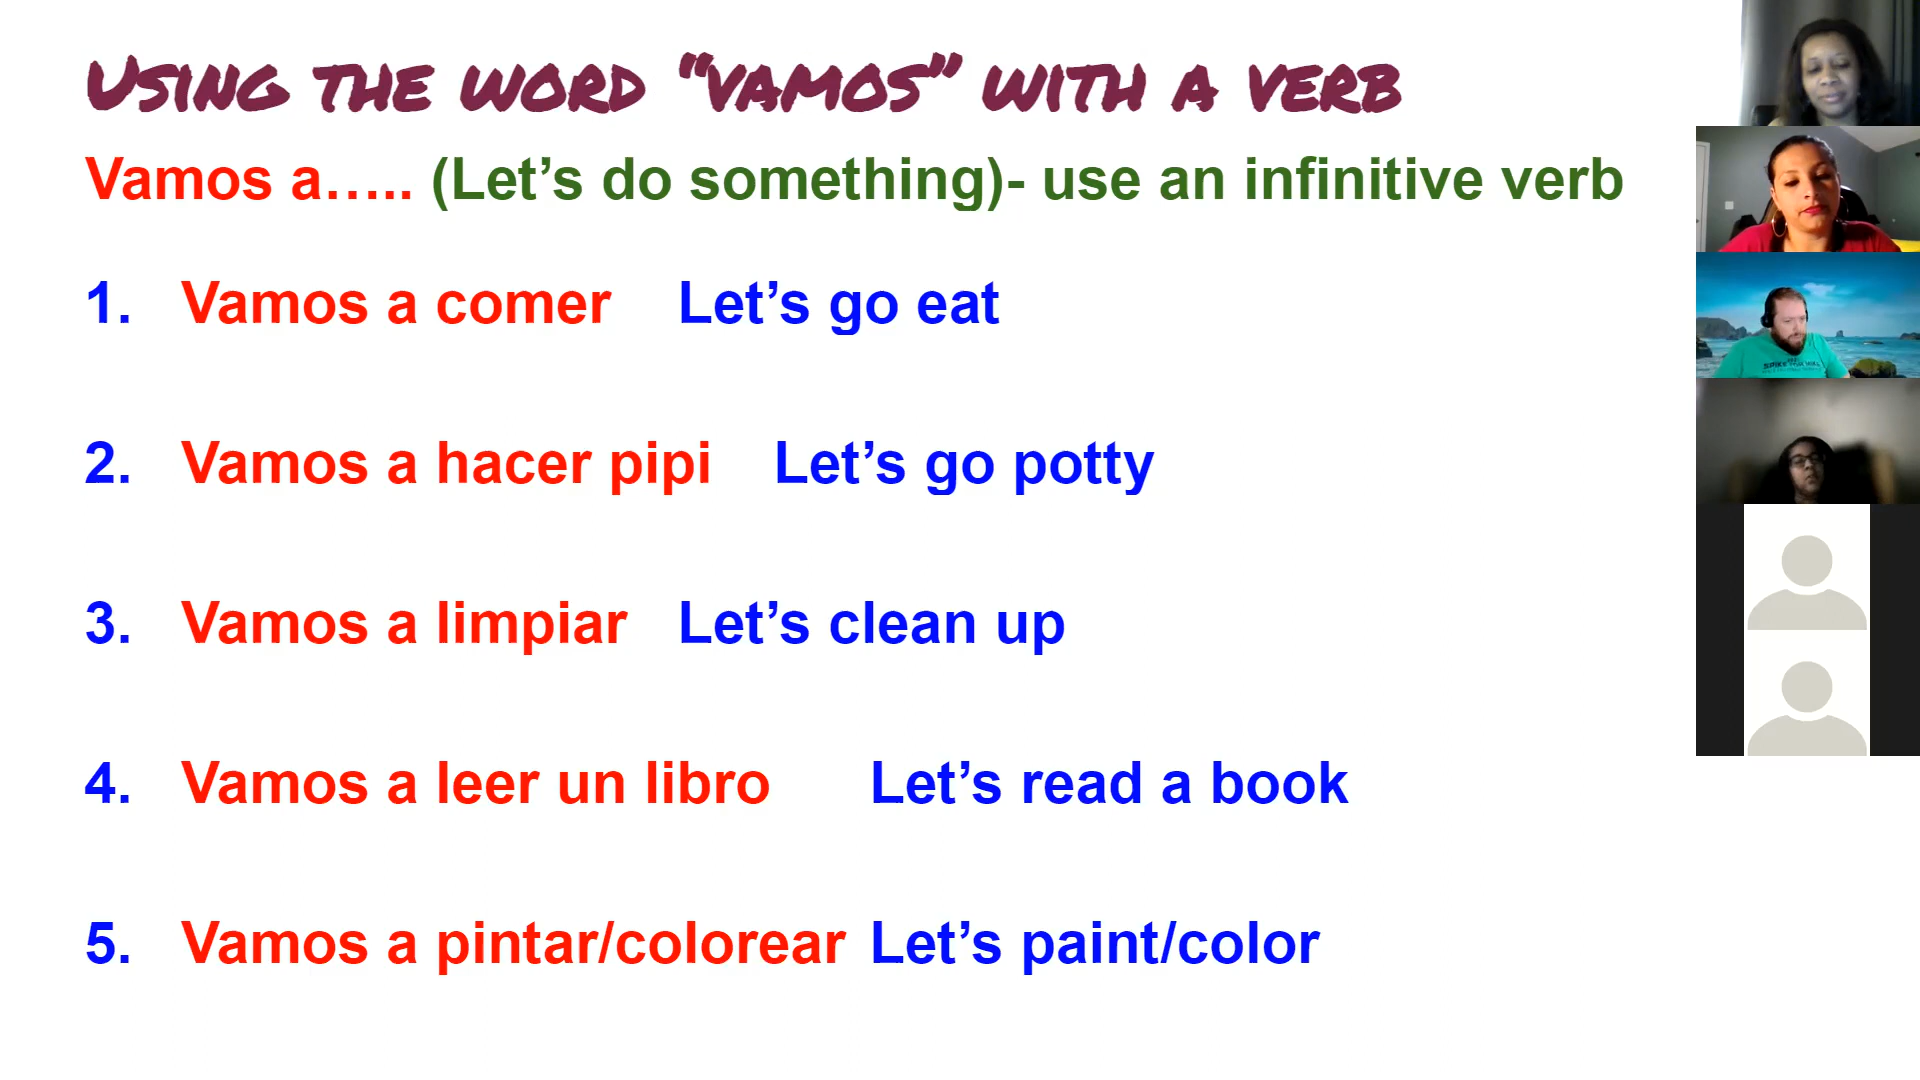 Using the word “vamos” with a verb
Vamos a….. (Let’s do something)- use an infinitive verb
1. Vamos a comer Let’s go eat
2. Vamos a hacer pipi Let’s go potty
3. Vamos a limpiar Let’s clean up
4. Vamos a leer un libro Let’s read a book
5. Vamos a pintar/colorear Let’s paint/color